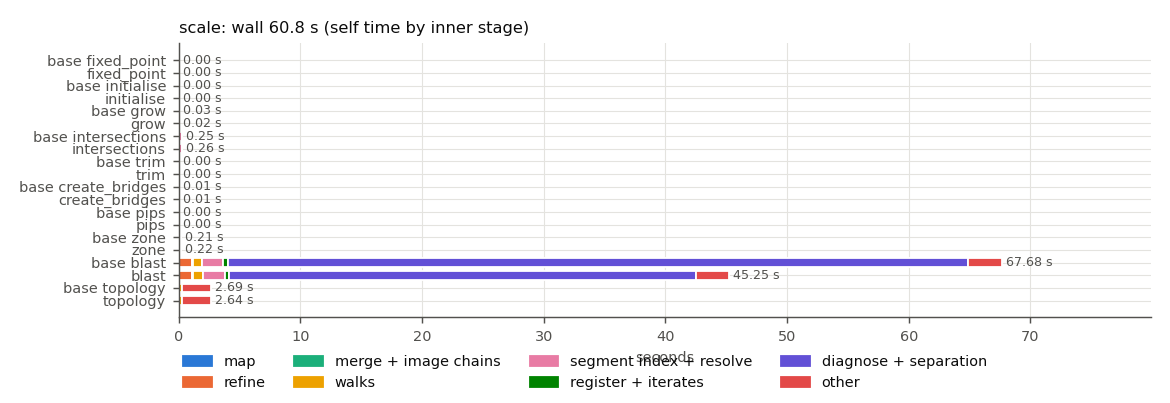 scale: wall 60.8 s (self time by inner stage)
base fixed_point 0.00 s
fixed_point 0.00 s
base initialise 0.00 s
initialise 0.00 s
base grow 0.03 s
grow 0.02 s
base intersections 0.25 s
intersections 0.26 s
base trim 0.00 s
trim 0.00 s
base create_bridges 0.01 s
create_bridges 0.01 s
base pips 0.00 s
pips 0.00 s
base zone 0.21 s
zone 0.22 s
base blast 67.68 s
blast 45.25 s
base topology 2.69 s
topology 2.64 s
0 10 20 30 40 50 60 70
seconds
map merge + image chains segment index + resolve diagnose + separation
refine walks register + iterates other